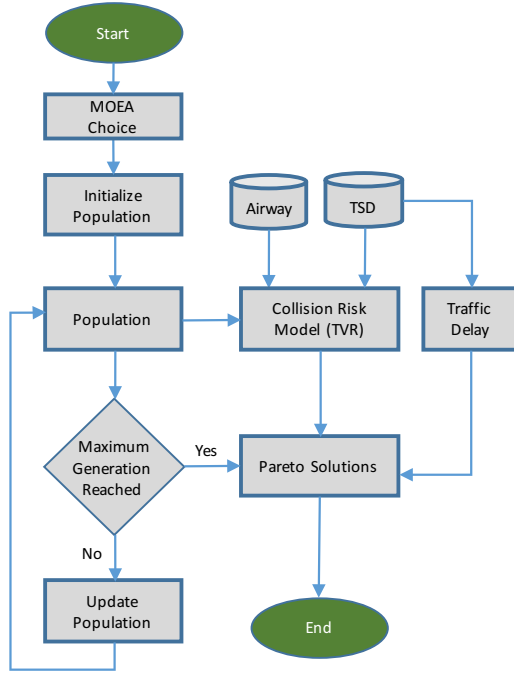 Start
MOEA
Choice
Initialize
Population
Airway
TSD
Population
Collision Risk
Model (TVR)
Traffic
Delay
Maximum
Generation
Reached
Yes
Pareto Solutions
No
Update
Population
End